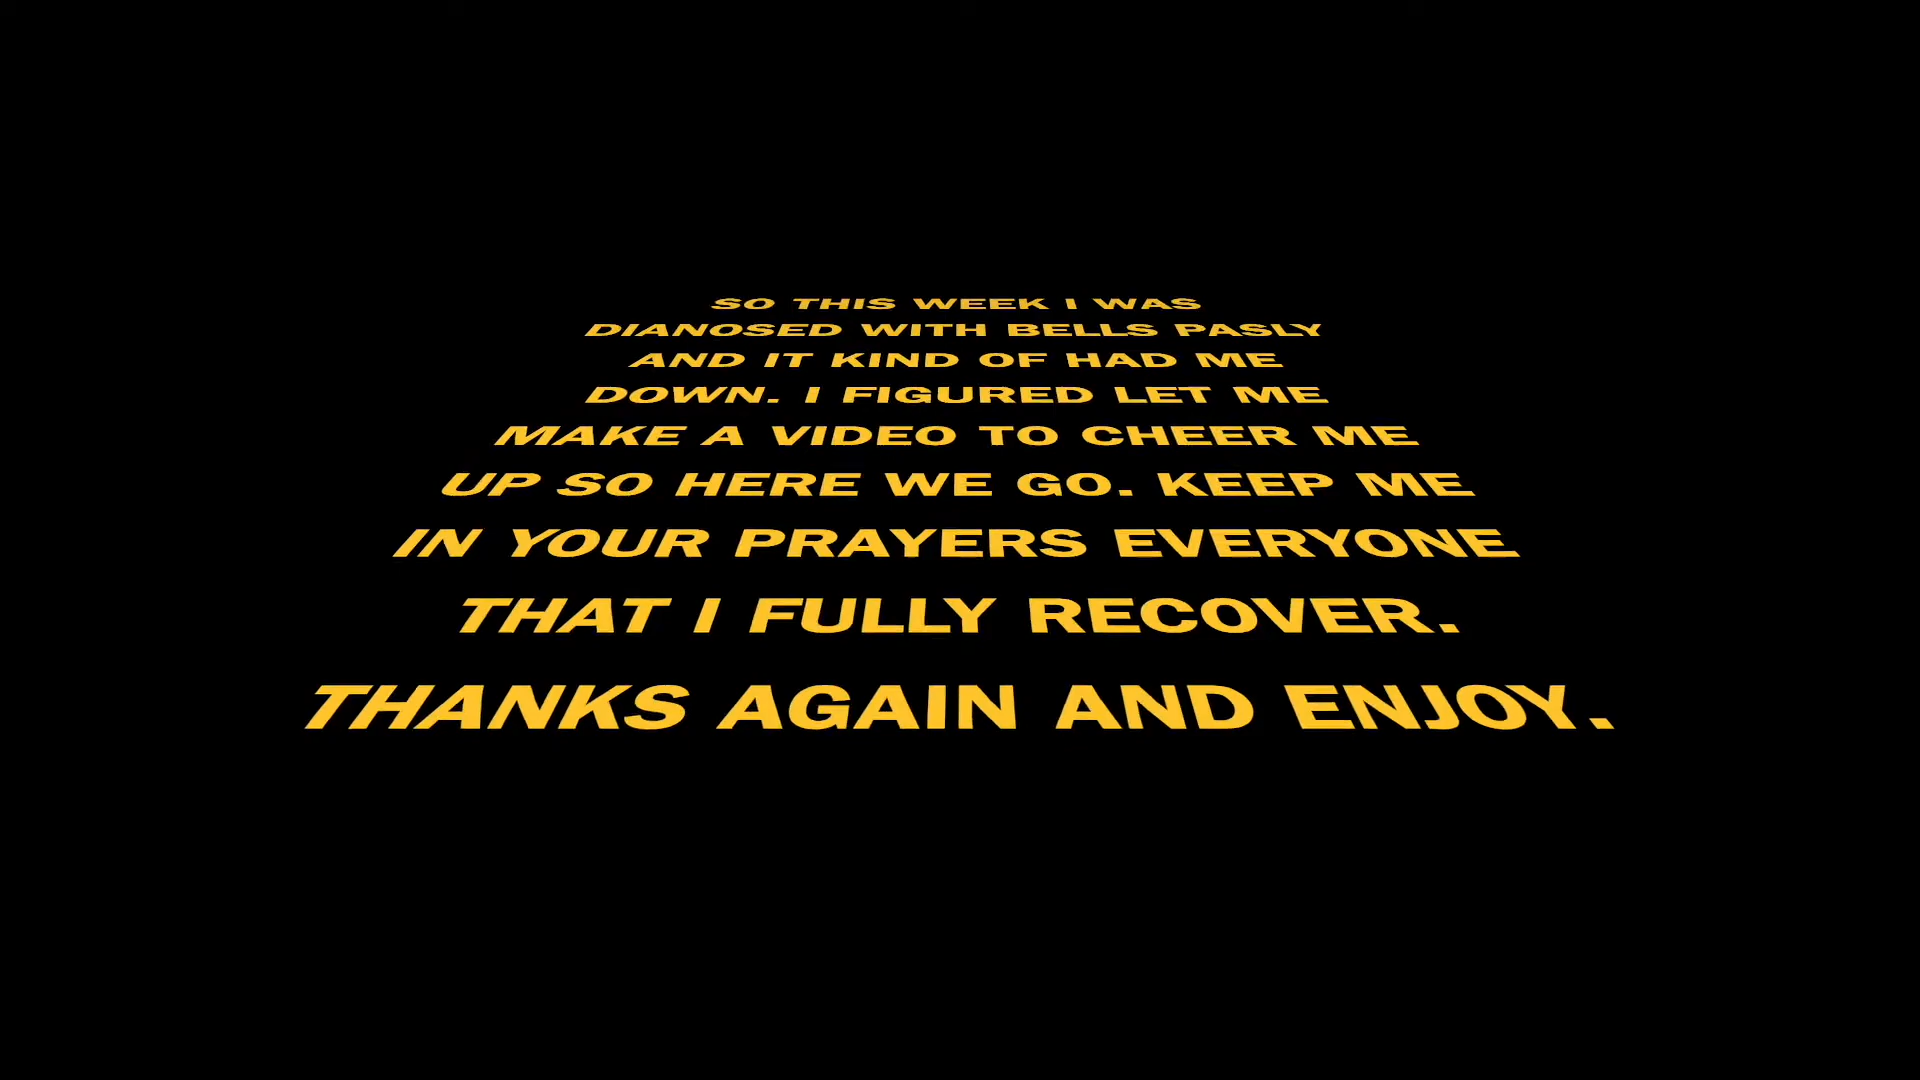 SO THIS WEEK I WAS
DIANOSED WITH BELLS PASLY
AND IT KIND OF HAD ME
DOWN. I FIGURED LET ME
MAKE A VIDEO TO CHEER ME
UP SO HERE WE GO. KEEP ME
IN YOUR PRAYERS EVERYONE
THAT I FULLY RECOVER.
THANKS AGAIN AND ENJOY.